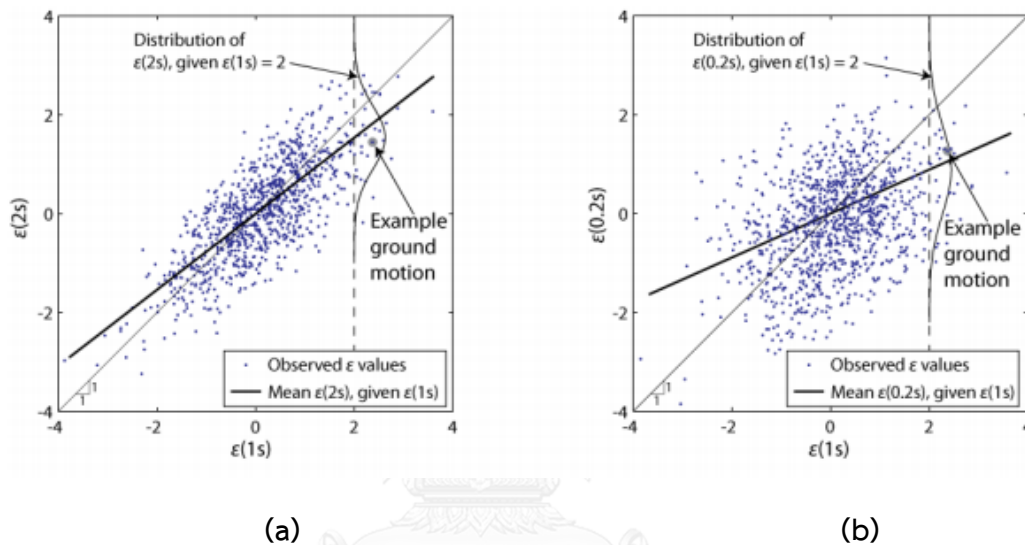 4
2
0
-2
-4
ε(2s)
Distribution of
ε(2s), given ε(1s) = 2
Example
ground
motion
1
1
Observed ε values
Mean ε(2s), given ε(1s)
-4
-2
0
2
4
ε(1s)
(a)
4
2
0
-2
-4
ε(0.2s)
Distribution of
ε(0.2s), given ε(1s) = 2
Example
ground
motion
1
1
Observed ε values
Mean ε(0.2s), given ε(1s)
-4
-2
0
2
4
ε(1s)
(b)